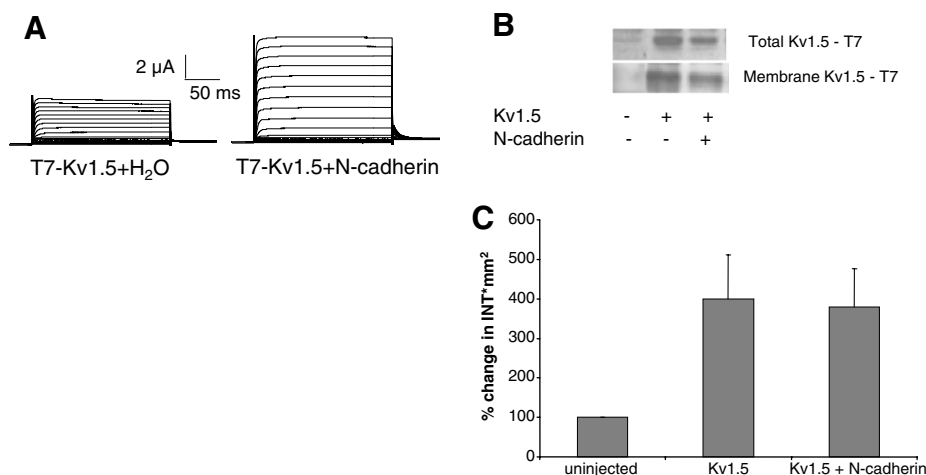 A
2 µA
50 ms
T7-Kv1.5+H₂O
T7-Kv1.5+N-cadherin
B
Total Kv1.5 - T7
Membrane Kv1.5 - T7
Kv1.5 - + +
N-cadherin - - +
C
% change in INT*mm²
600
500
400
300
200
100
0
uninjected
Kv1.5
Kv1.5 + N-cadherin